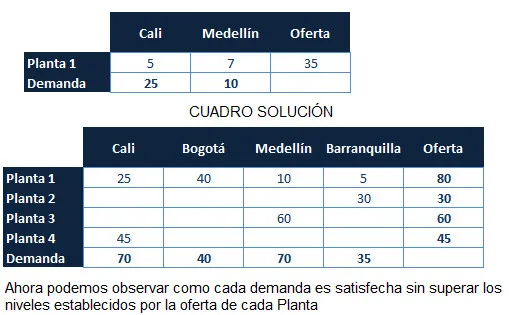 Cali Medellín Oferta
Planta 1 5 7 35
Demanda 25 10
CUADRO SOLUCIÓN
Cali Bogotá Medellín Barranquilla Oferta
Planta 1 25 40 10 5 80
Planta 2 30 30
Planta 3 60 60
Planta 4 45 45
Demanda 70 40 70 35
Ahora podemos observar como cada demanda es satisfecha sin superar los
niveles establecidos por la oferta de cada Planta